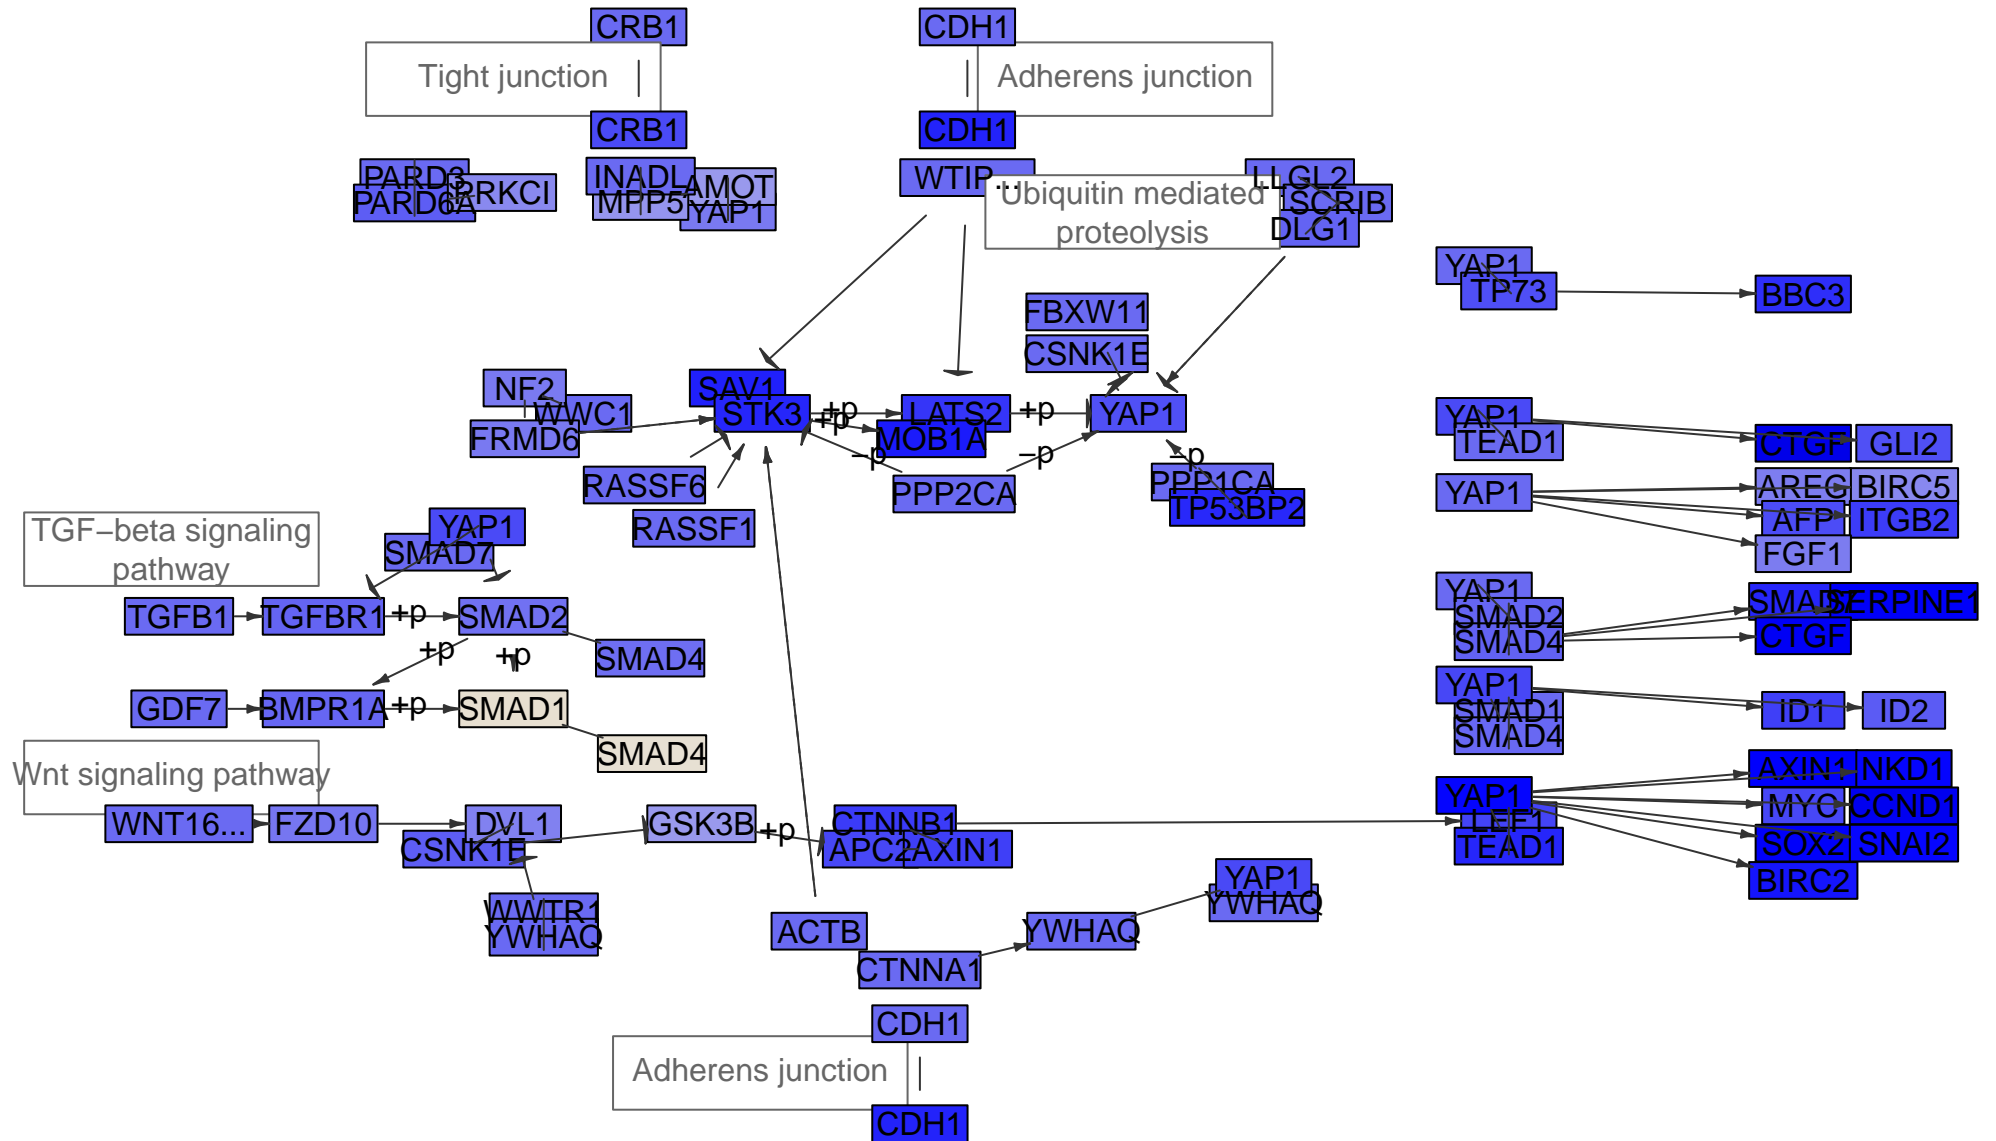 CRB1
CDH1
Tight junction
Adherens junction
CRB1
CDH1
PARD3
PARD6A
PRKCI
INADL
MPP5
AMOT
YAP1
WTIP...
Ubiquitin mediated
proteolysis
LLGL2
SCRIB
DLG1
YAP1
TP73
BBC3
FBXW11
CSNK1E
NF2
WWC1
FRMD6
SAV1
STK3
+p
+p
LATS2
MOB1A
+p
YAP1
−p
−p
−p
RASSF6
RASSF1
PPP2CA
PPP1CA
TP53BP2
YAP1
TEAD1
CTGF
GLI2
YAP1
AREG
BIRC5
AFP
ITGB2
FGF1
TGF−beta signaling
pathway
YAP1
SMAD7
TGFB1
TGFBR1
+p
SMAD2
+p
+p
SMAD4
YAP1
SMAD2
SMAD4
SMAD7
SERPINE1
CTGF
GDF7
BMPR1A
+p
SMAD1
SMAD4
YAP1
SMAD1
SMAD4
ID1
ID2
Wnt signaling pathway
WNT16...
FZD10
DVL1
CSNK1E
GSK3B
+p
CTNNB1
APC2
AXIN1
YAP1
LEF1
TEAD1
AXIN1
NKD1
MYC
CCND1
SOX2
SNAI2
BIRC2
WWTR1
YWHAQ
ACTB
CTNNA1
YWHAQ
YAP1
YWHAQ
CDH1
Adherens junction
CDH1